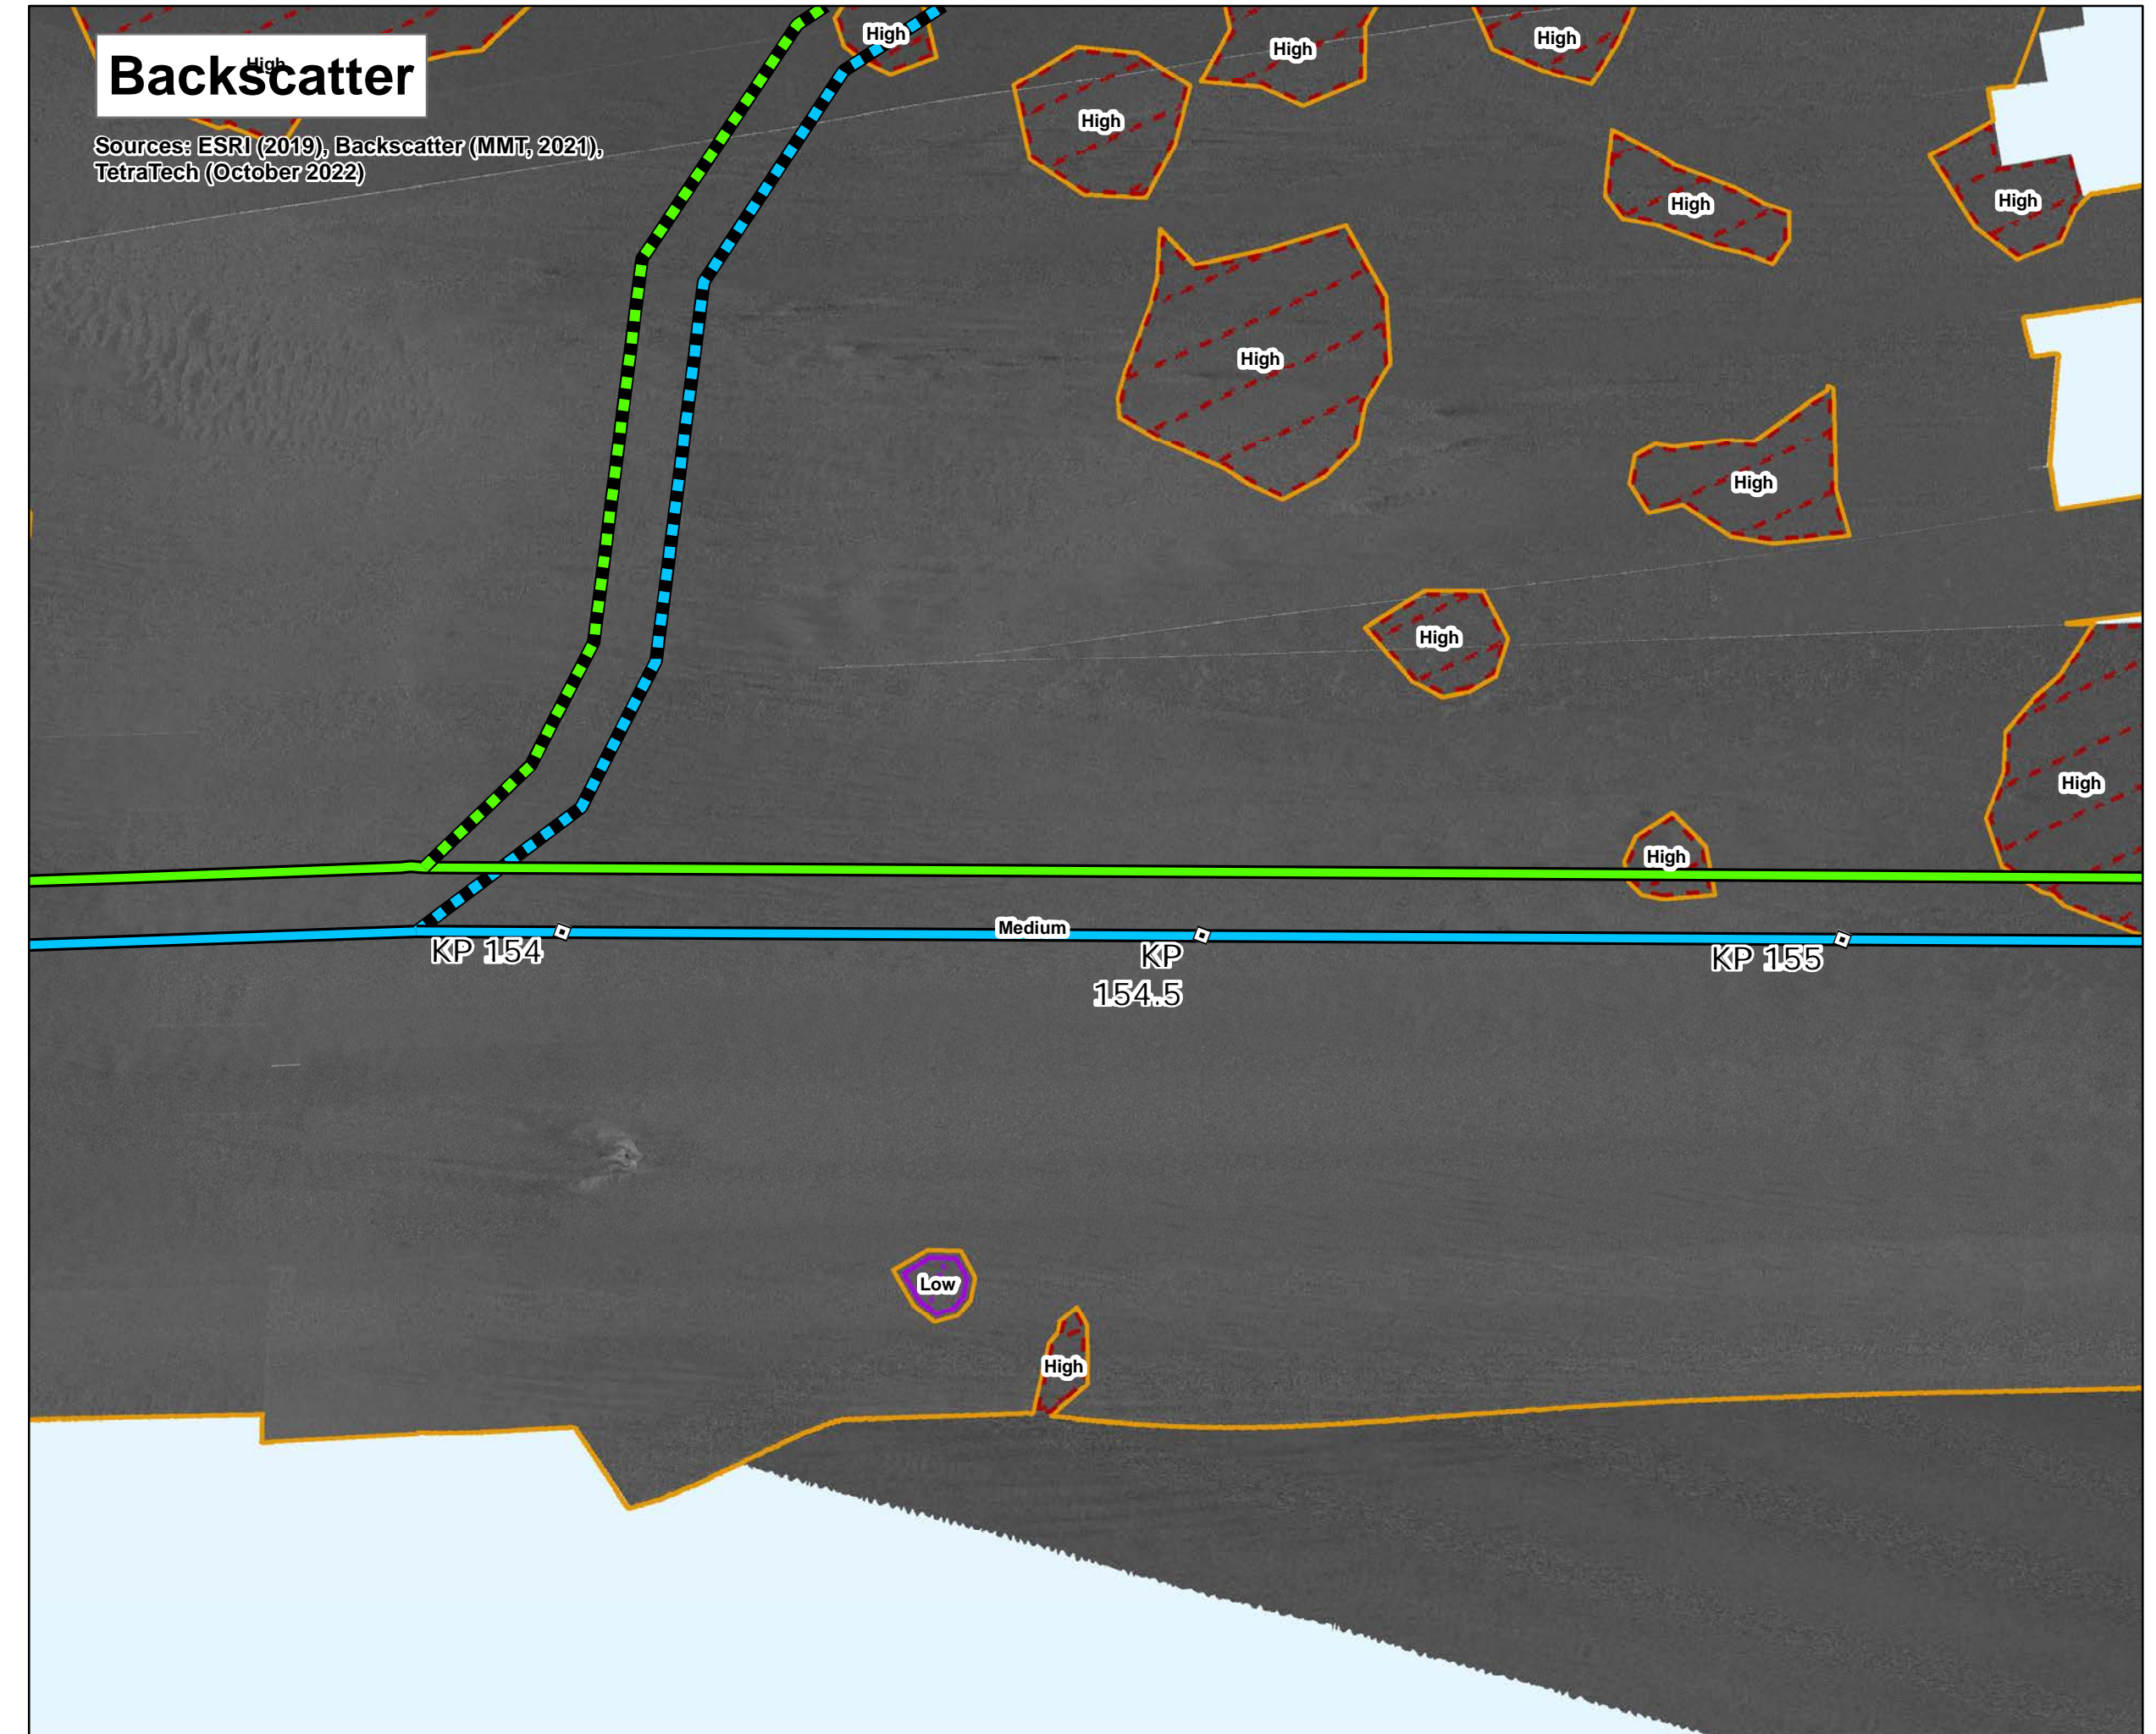 High
High
High
Backscatter
High
High
Sources: ESRI (2019), Backscatter (MMT, 2021),
TetraTech (October 2022)
High
High
High
High
High
High
High
High
Medium
KP 154
KP
154.5
KP 155
Low
High